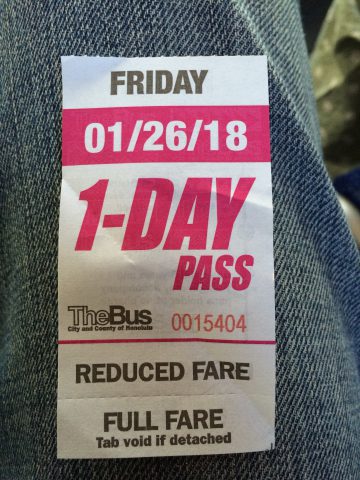 FRIDAY
01/26/18
1-DAY
PASS
TheBus 0015404
City and County of Honolulu
REDUCED FARE
FULL FARE
Tab void if detached